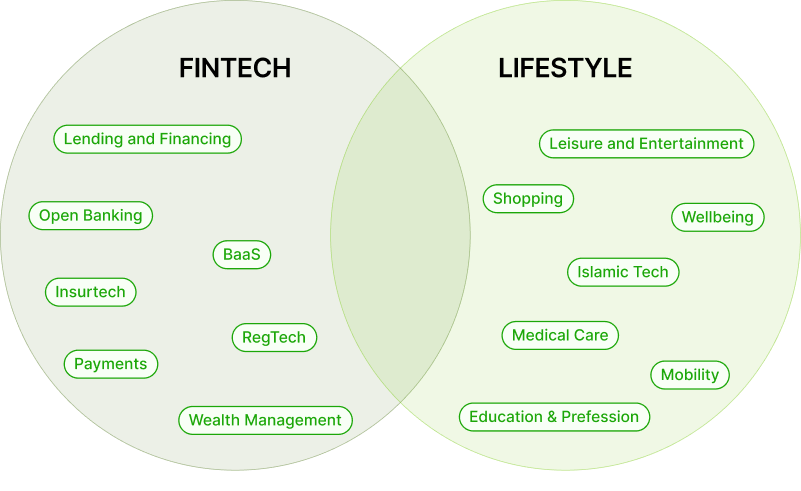 FINTECH
Lending and Financing
Open Banking
BaaS
Insurtech
RegTech
Payments
Wealth Management
LIFESTYLE
Leisure and Entertainment
Shopping
Wellbeing
Islamic Tech
Medical Care
Mobility
Education & Prefession